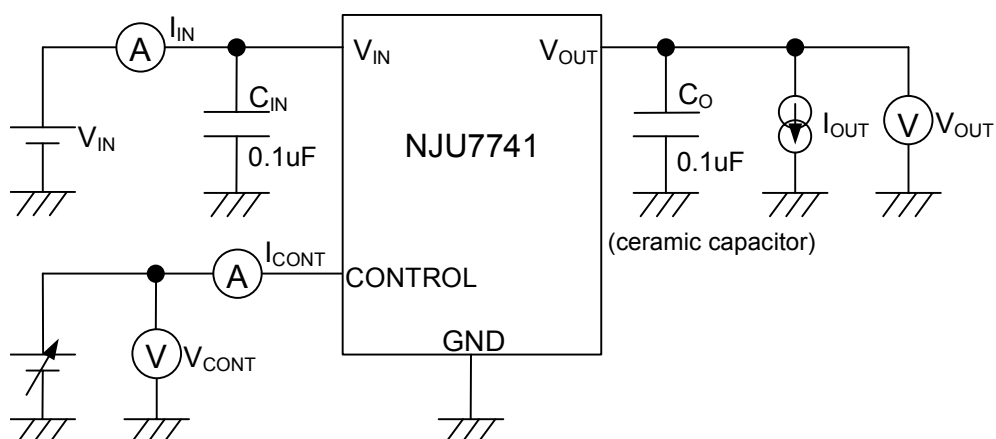 A I_IN
V_IN
V_OUT
C_IN
0.1uF
V_IN
NJU7741
C_O
0.1uF
I_OUT
V V_OUT
(ceramic capacitor)
I_CONT
A
CONTROL
V V_CONT
GND